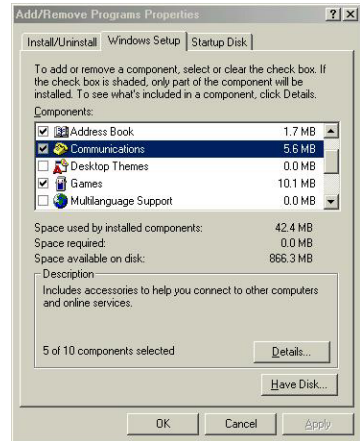 Add/Remove Programs Properties
Install/Uninstall Windows Setup Startup Disk
To add or remove a component, select or clear the check box. If
the check box is shaded, only part of the component will be
installed. To see what's included in a component, click Details.
Components:
Address Book 1.7 MB
Communications 5.6 MB
Desktop Themes 0.0 MB
Games 10.1 MB
Multilanguage Support 0.0 MB
Space used by installed components: 42.4 MB
Space required: 0.0 MB
Space available on disk: 866.3 MB
Description
Includes accessories to help you connect to other computers
and online services.
5 of 10 components selected Details...
Have Disk...
OK Cancel Apply